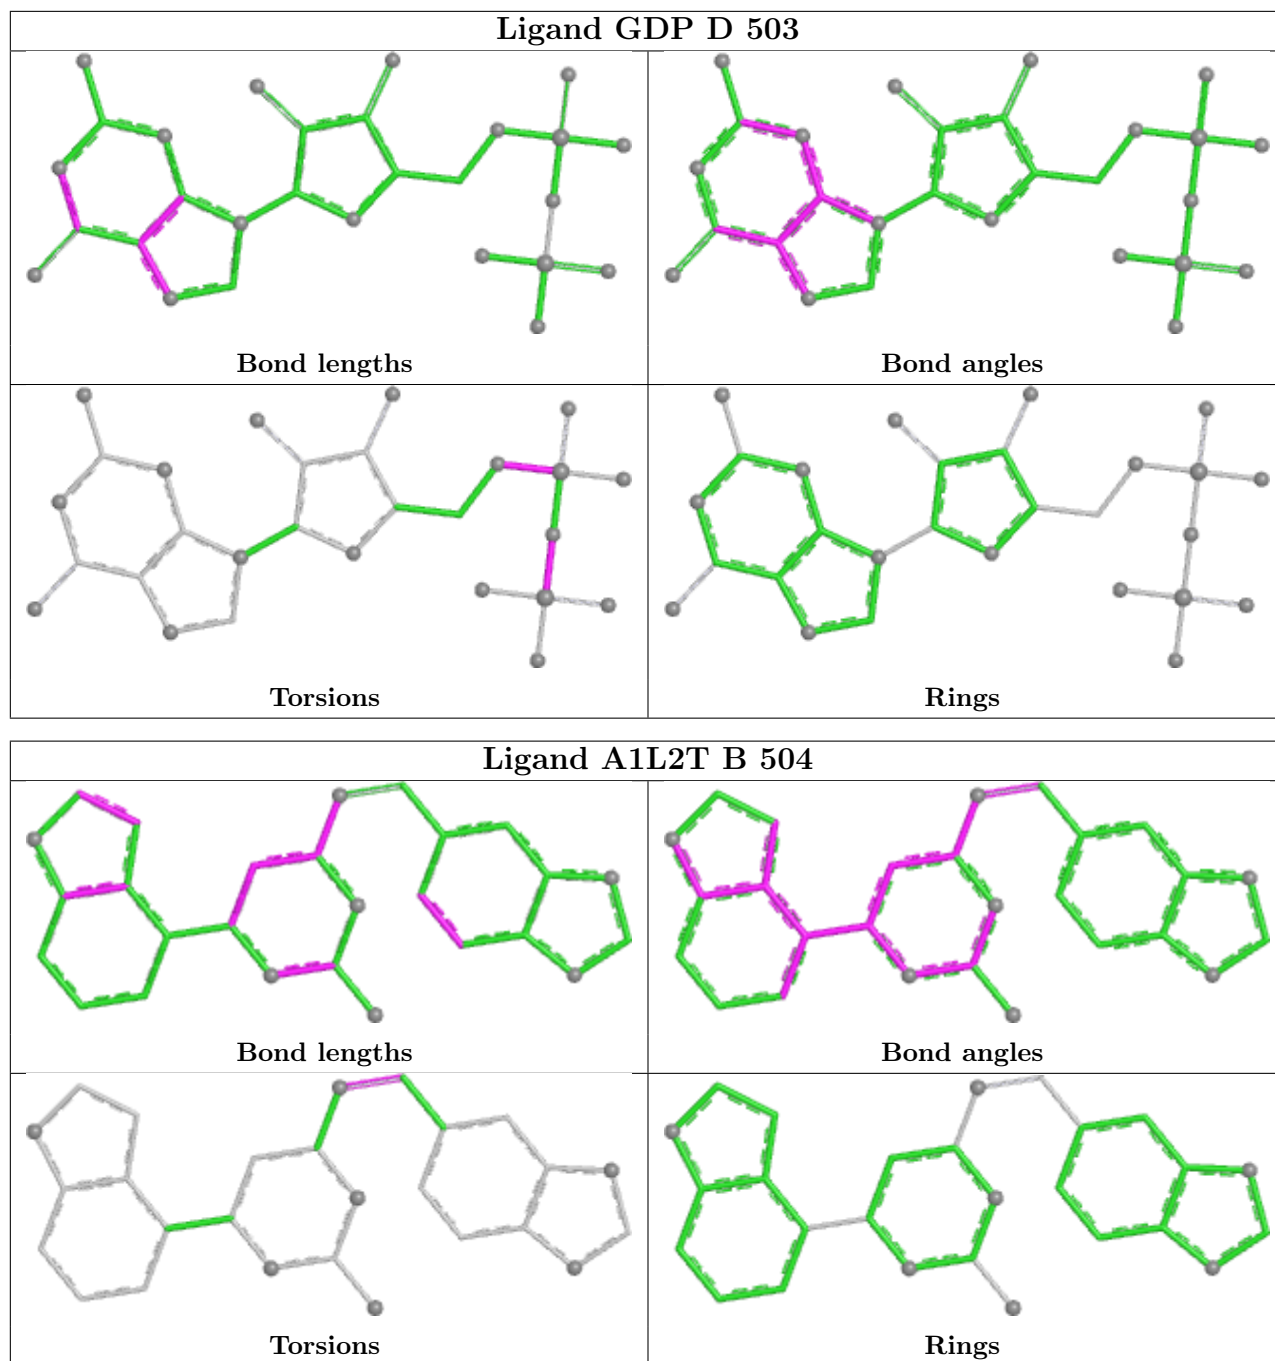 Ligand GDP D 503
Bond lengths
Bond angles
Torsions
Rings
Ligand A1L2T B 504
Bond lengths
Bond angles
Torsions
Rings